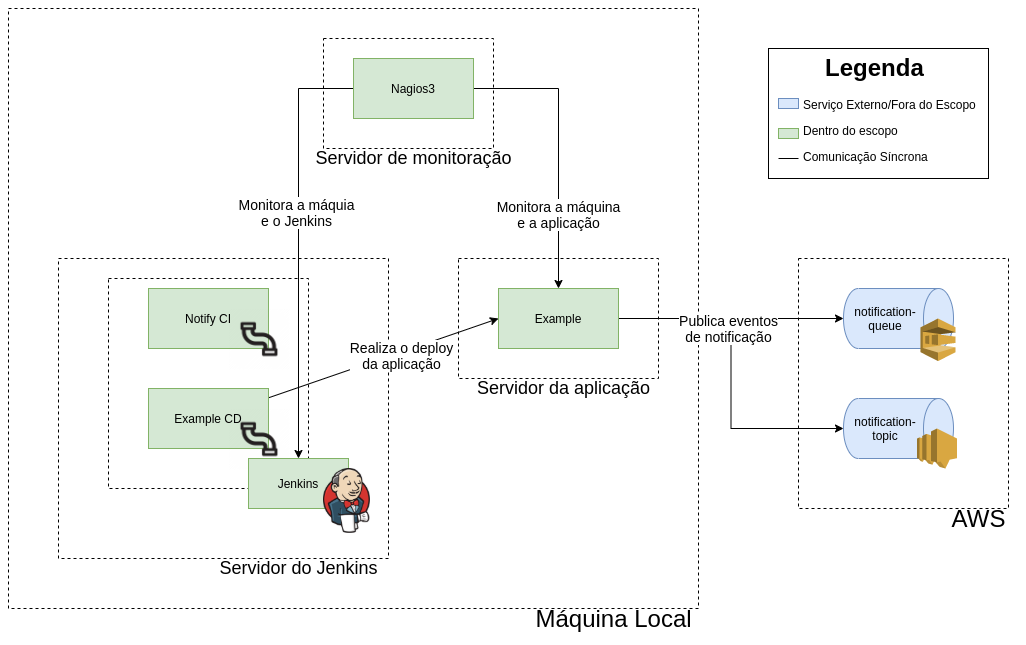 Legenda
Serviço Externo/Fora do Escopo
Dentro do escopo
Comunicação Síncrona
Nagios3
Servidor de monitoração
Monitora a máquia
e o Jenkins
Monitora a máquina
e a aplicação
Notify CI
Example CD
Jenkins
Servidor do Jenkins
Realiza o deploy
da aplicação
Example
Servidor da aplicação
Publica eventos
de notificação
notification-
queue
notification-
topic
AWS
Máquina Local